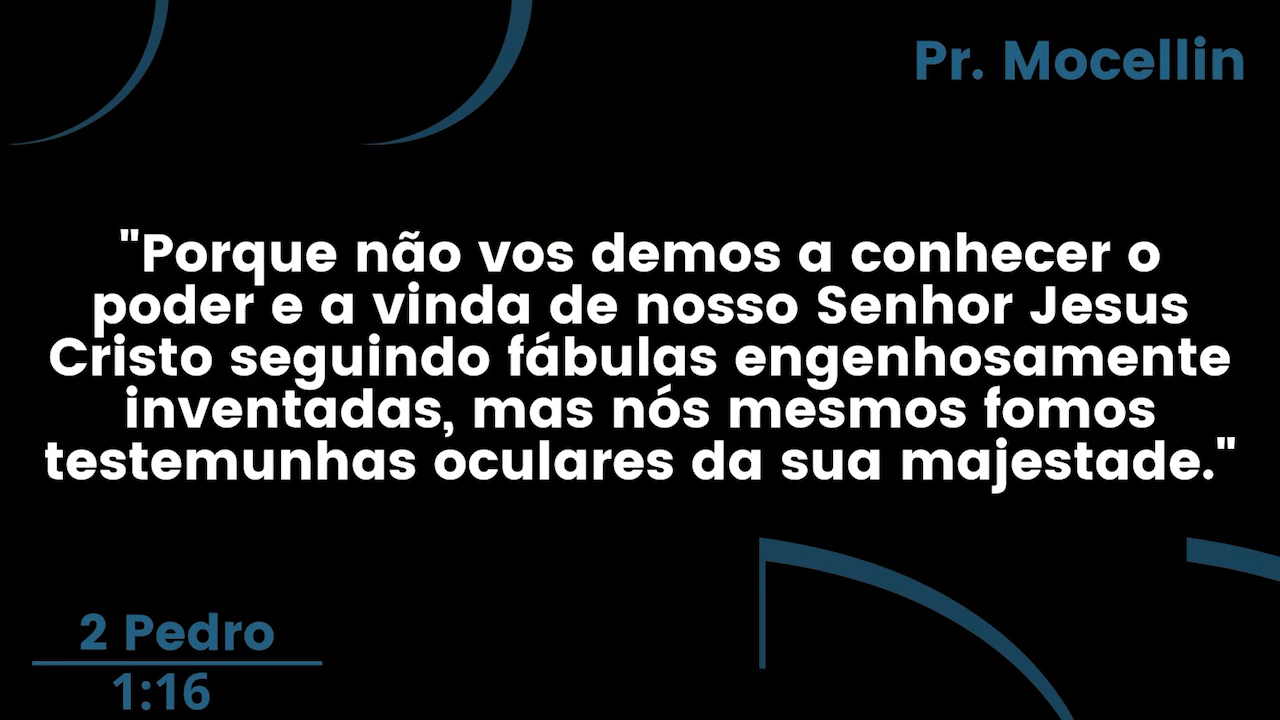 Pr. Mocellin
"Porque não vos demos a conhecer o
poder e a vinda de nosso Senhor Jesus
Cristo seguindo fábulas engenhosamente
inventadas, mas nós mesmos fomos
testemunhas oculares da sua majestade."
2 Pedro
1:16